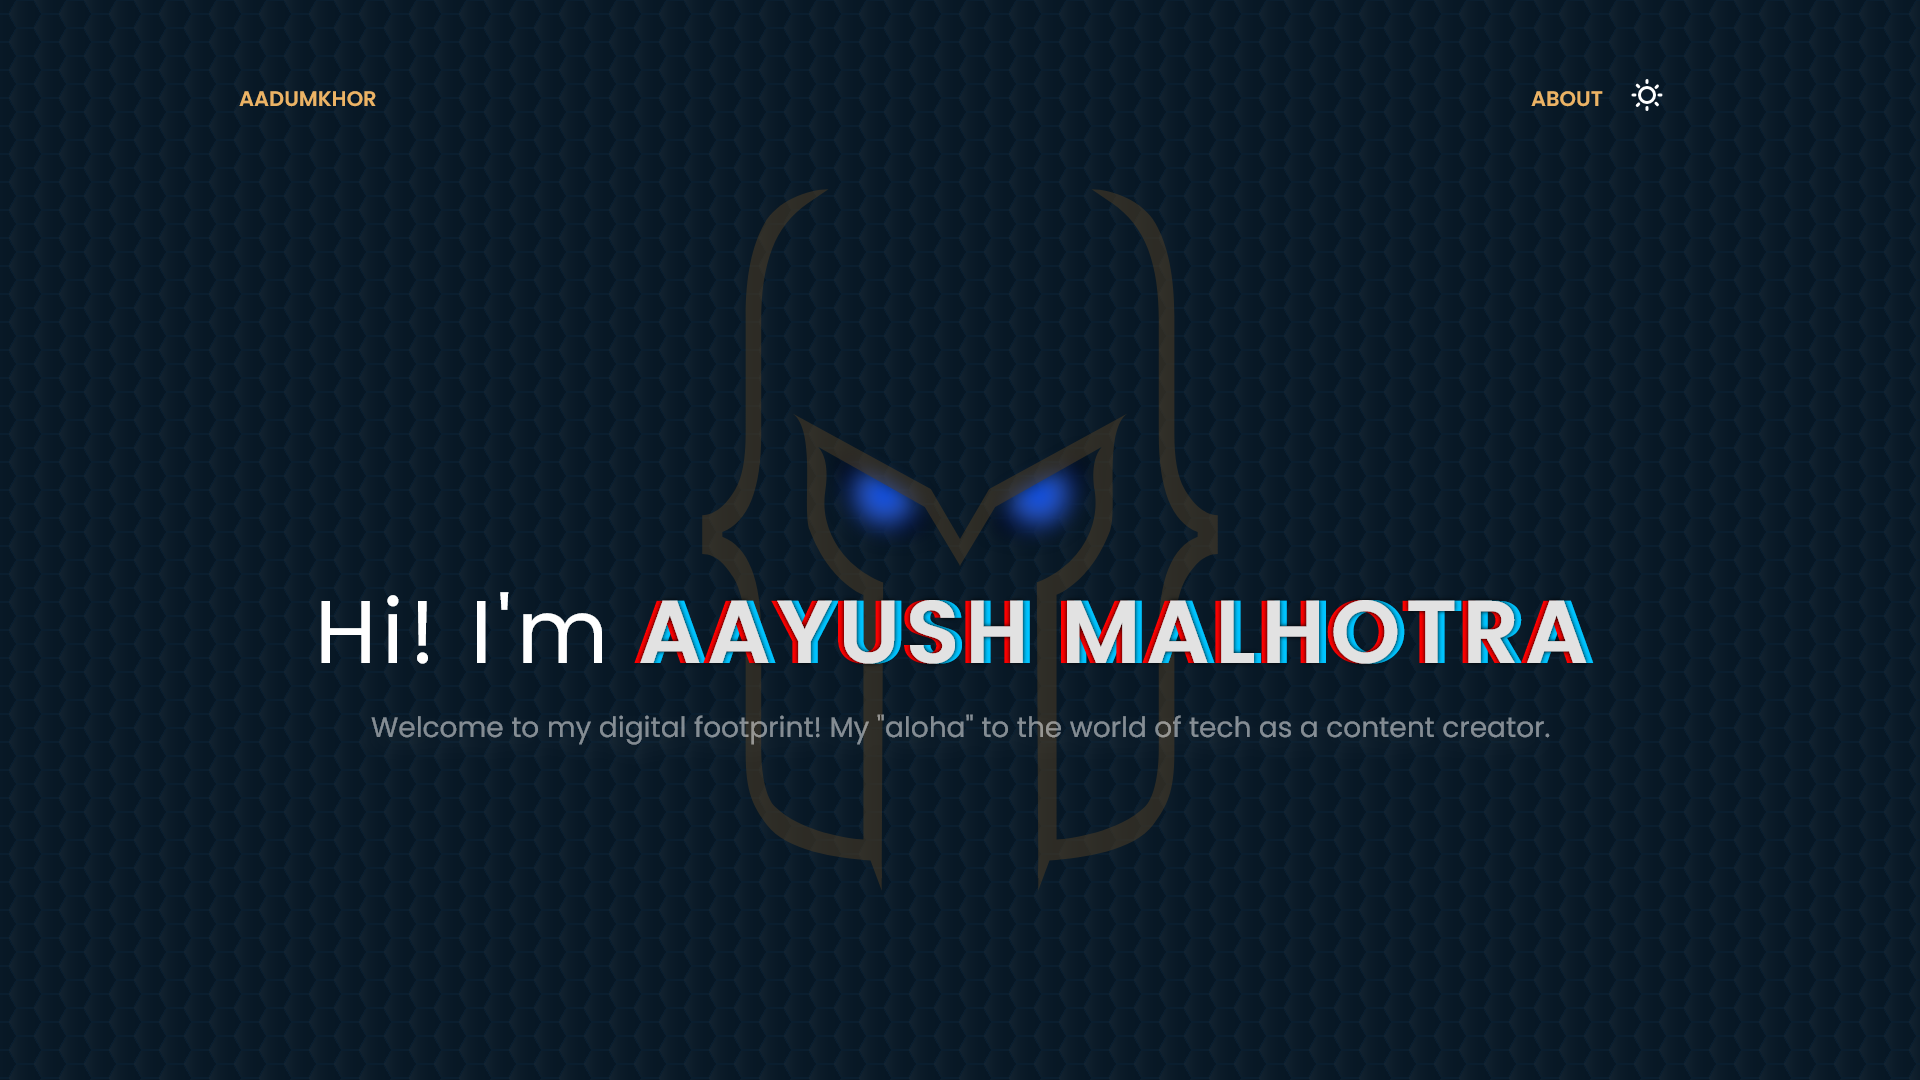 AADUMKHOR
ABOUT
Hi! I'm AAYUSH MALHOTRA
Welcome to my digital footprint! My "aloha" to the world of tech as a content creator.